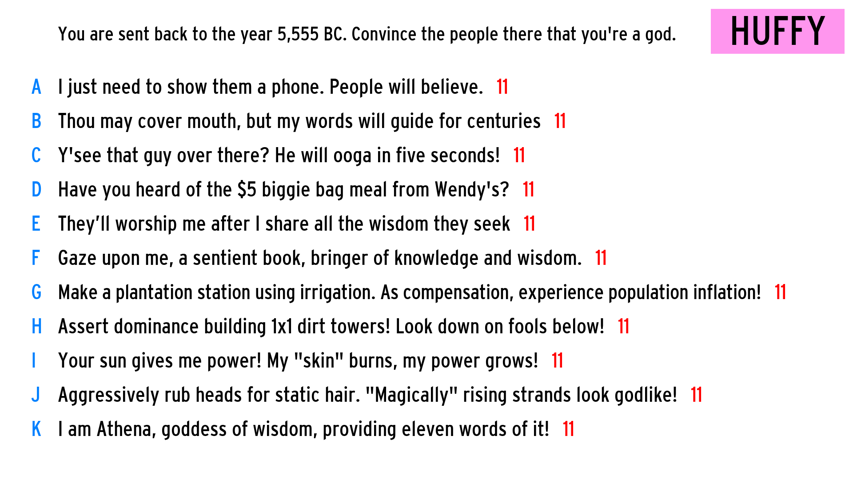 You are sent back to the year 5,555 BC. Convince the people there that you're a god.
HUFFY
A I just need to show them a phone. People will believe. 11
B Thou may cover mouth, but my words will guide for centuries 11
C Y'see that guy over there? He will ooga in five seconds! 11
D Have you heard of the $5 biggie bag meal from Wendy's? 11
E They’ll worship me after I share all the wisdom they seek 11
F Gaze upon me, a sentient book, bringer of knowledge and wisdom. 11
G Make a plantation station using irrigation. As compensation, experience population inflation! 11
H Assert dominance building 1x1 dirt towers! Look down on fools below! 11
I Your sun gives me power! My "skin" burns, my power grows! 11
J Aggressively rub heads for static hair. "Magically" rising strands look godlike! 11
K I am Athena, goddess of wisdom, providing eleven words of it! 11